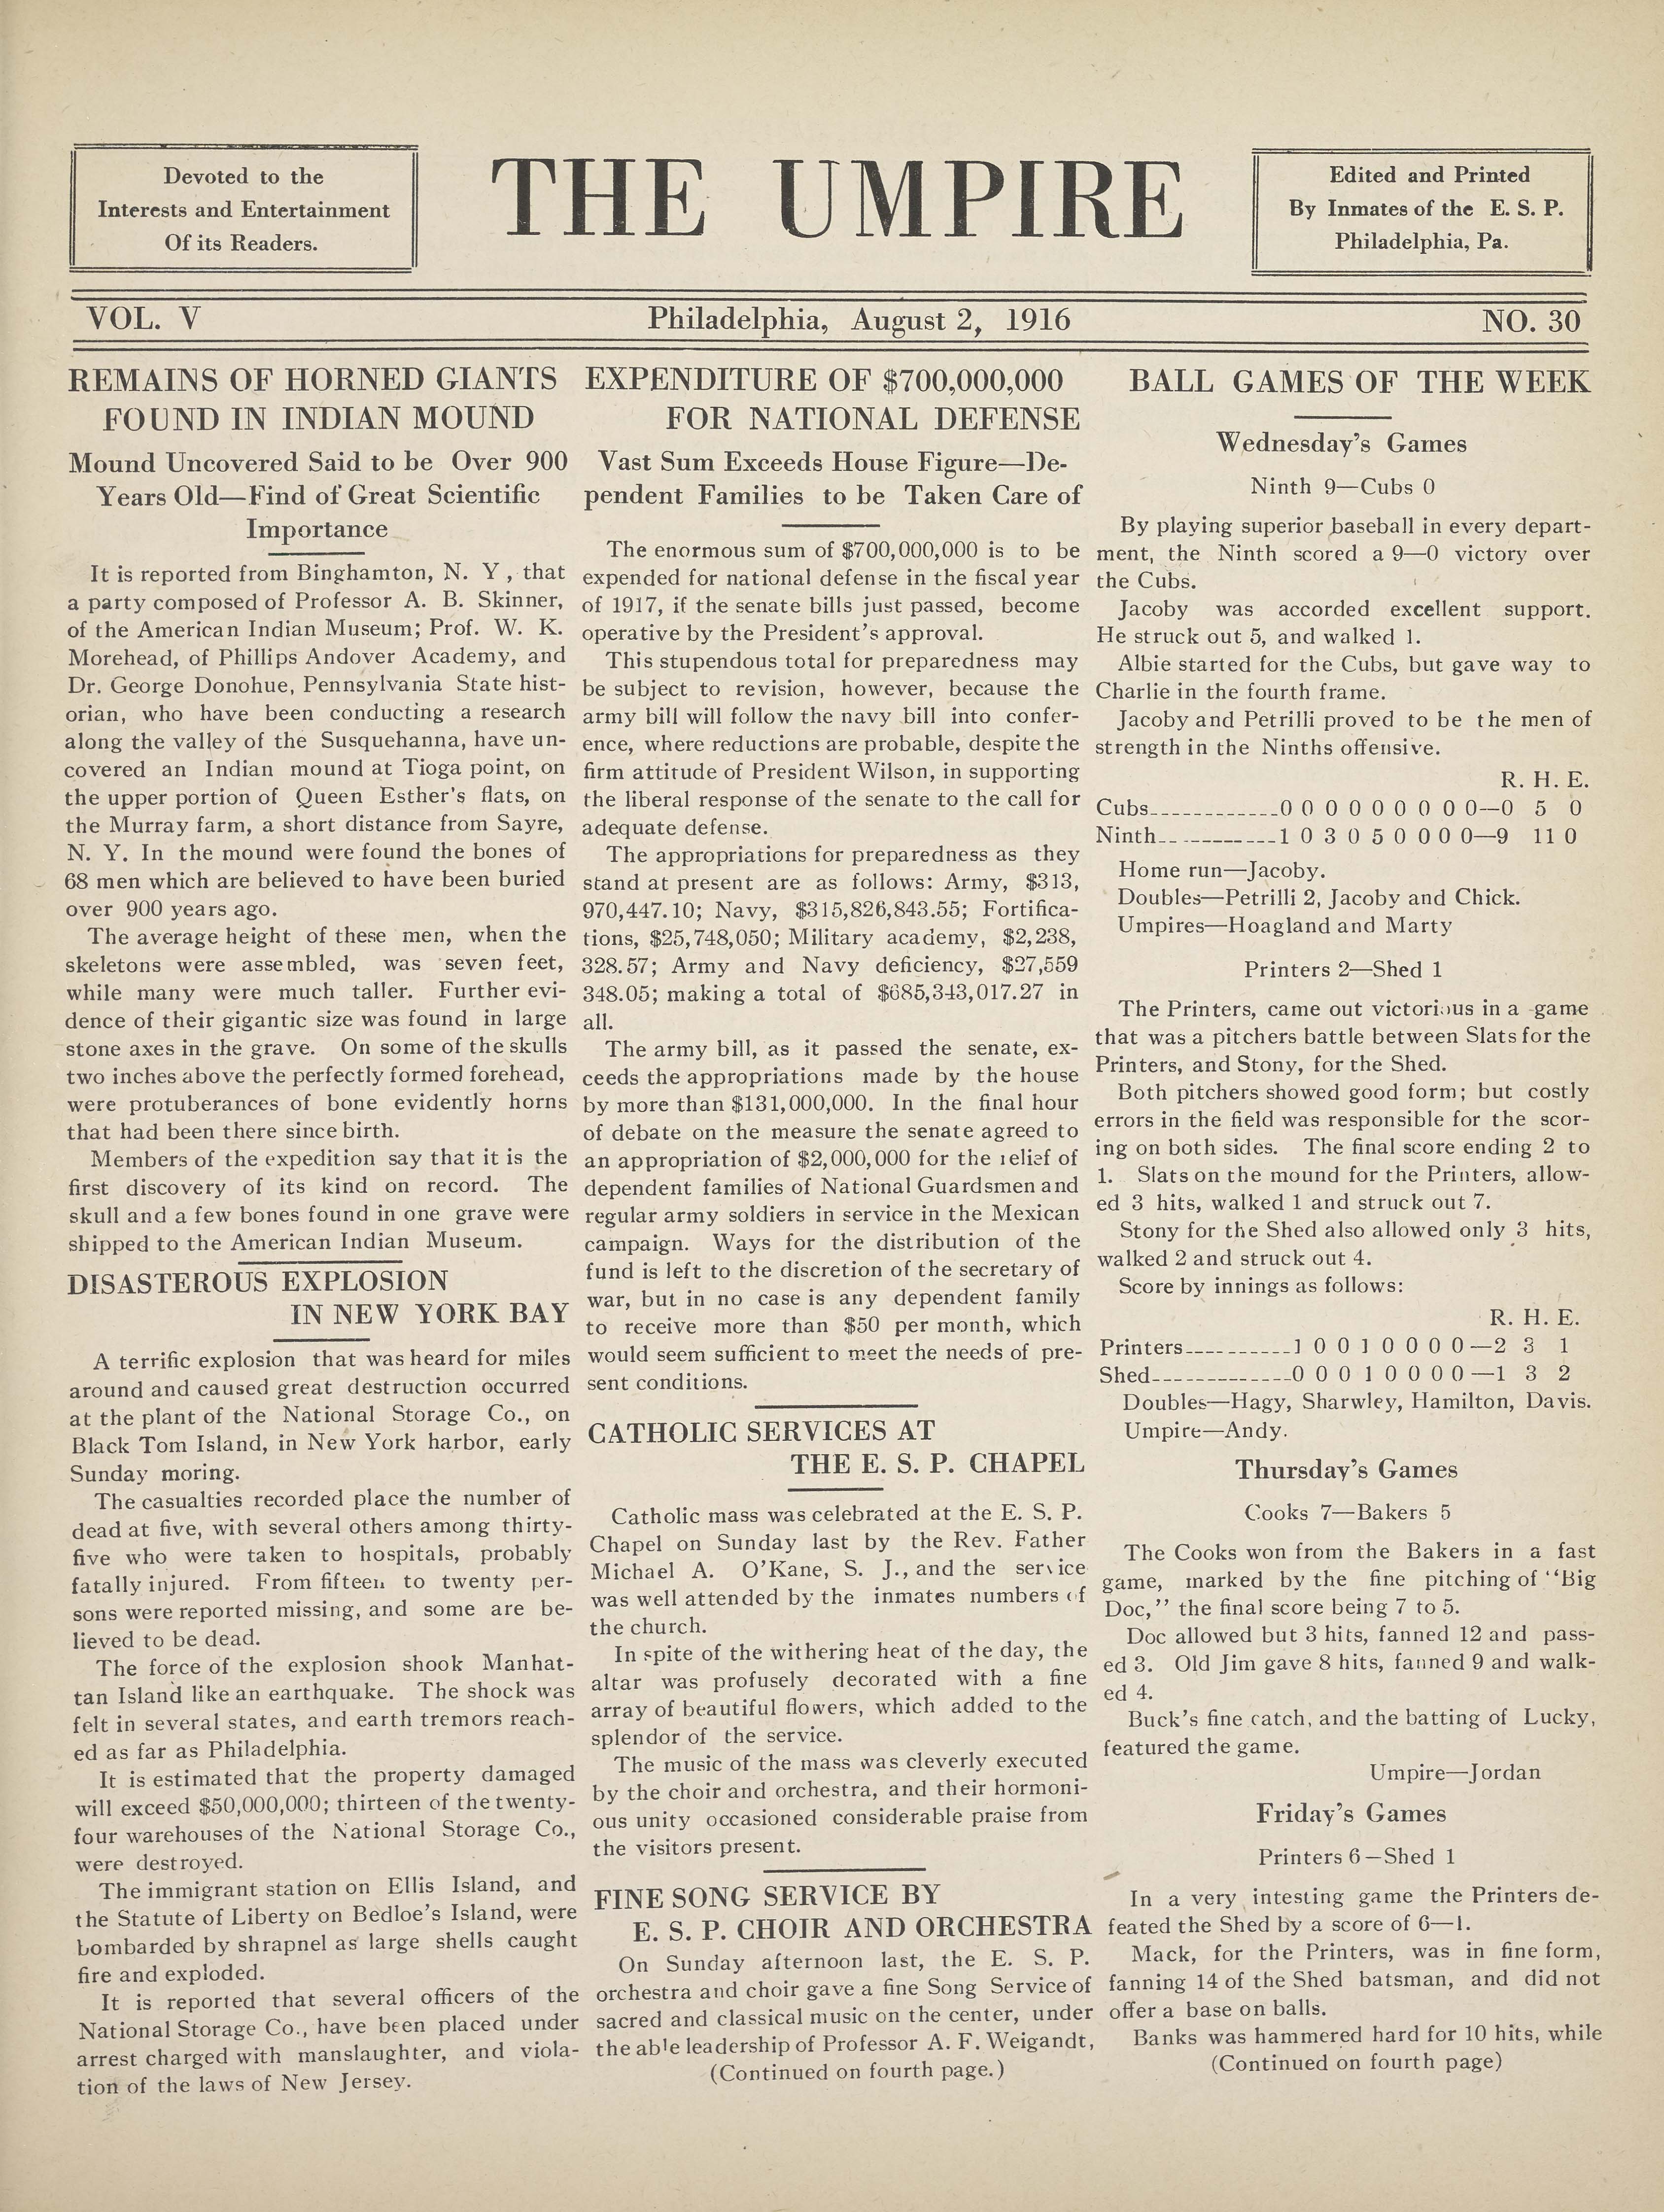 Devoted to the
Interests and Entertainment
Of its Readers.
THE UMPIRE
Edited and Printed
By Inmates of the E. S. P.
Philadelphia, Pa.
VOL. V
Philadelphia, August 2, 1916
NO. 30
REMAINS OF HORNED GIANTS
FOUND IN INDIAN MOUND
Mound Uncovered Said to be Over 900
Years Old—Find of Great Scientific
Importance
It is reported from Binghamton, N. Y , that
a party composed of Professor A. B. Skinner,
of the American Indian Museum; Prof. W. K.
Morehead, of Phillips Andover Academy, and
Dr. George Donohue, Pennsylvania State hist-
orian, who have been conducting a research
along the valley of the Susquehanna, have un-
covered an Indian mound at Tioga point, on
the upper portion of Queen Esther's flats, on
the Murray farm, a short distance from Sayre,
N. Y. In the mound were found the bones of
68 men which are believed to have been buried
over 900 years ago.
The average height of these men, when the
skeletons were assembled, was seven feet,
while many were much taller. Further evi-
dence of their gigantic size was found in large
stone axes in the grave. On some of the skulls
two inches above the perfectly formed forehead,
were protuberances of bone evidently horns
that had been there since birth.
Members of the expedition say that it is the
first discovery of its kind on record. The
skull and a few bones found in one grave were
shipped to the American Indian Museum.
DISASTEROUS EXPLOSION
IN NEW YORK BAY
A terrific explosion that was heard for miles
around and caused great destruction occurred
at the plant of the National Storage Co., on
Black Tom Island, in New York harbor, early
Sunday moring.
The casualties recorded place the number of
dead at five, with several others among thirty-
five who were taken to hospitals, probably
fatally injured. From fifteen to twenty per-
sons were reported missing, and some are be-
lieved to be dead.
The force of the explosion shook Manhat-
tan Island like an earthquake. The shock was
felt in several states, and earth tremors reach-
ed as far as Philadelphia.
It is estimated that the property damaged
will exceed $50,000,000; thirteen of the twenty-
four warehouses of the National Storage Co.,
were destroyed.
The immigrant station on Ellis Island, and
the Statute of Liberty on Bedloe's Island, were
bombarded by shrapnel as large shells caught
fire and exploded.
It is reported that several officers of the
National Storage Co., have been placed under
arrest charged with manslaughter, and viola-
tion of the laws of New Jersey.
EXPENDITURE OF $700,000,000
FOR NATIONAL DEFENSE
Vast Sum Exceeds House Figure—De-
pendent Families to be Taken Care of
The enormous sum of $700,000,000 is to be
expended for national defense in the fiscal year
of 1917, if the senate bills just passed, become
operative by the President's approval.
This stupendous total for preparedness may
be subject to revision, however, because the
army bill will follow the navy bill into confer-
ence, where reductions are probable, despite the
firm attitude of President Wilson, in supporting
the liberal response of the senate to the call for
adequate defense.
The appropriations for preparedness as they
stand at present are as follows: Army, $313,
970,447.10; Navy, $315,826,843.55; Fortifica-
tions, $25,748,050; Military academy, $2,238,
328.57; Army and Navy deficiency, $27,559
348.05; making a total of $685,343,017.27 in
all.
The army bill, as it passed the senate, ex-
ceeds the appropriations made by the house
by more than $131,000,000. In the final hour
of debate on the measure the senate agreed to
an appropriation of $2,000,000 for the relief of
dependent families of National Guardsmen and
regular army soldiers in service in the Mexican
campaign. Ways for the distribution of the
fund is left to the discretion of the secretary of
war, but in no case is any dependent family
to receive more than $50 per month, which
would seem sufficient to meet the needs of pre-
sent conditions.
CATHOLIC SERVICES AT
THE E. S. P. CHAPEL
Catholic mass was celebrated at the E. S. P.
Chapel on Sunday last by the Rev. Father
Michael A. O'Kane, S. J., and the service
was well attended by the inmates numbers of
the church.
In spite of the withering heat of the day, the
altar was profusely decorated with a fine
array of beautiful flowers, which added to the
splendor of the service.
The music of the mass was cleverly executed
by the choir and orchestra, and their hormoni-
ous unity occasioned considerable praise from
the visitors present.
FINE SONG SERVICE BY
E. S. P. CHOIR AND ORCHESTRA
On Sunday afternoon last, the E. S. P.
orchestra and choir gave a fine Song Service of
sacred and classical music on the center, under
the able leadership of Professor A. F. Weigandt,
(Continued on fourth page.)
BALL GAMES OF THE WEEK
Wednesday's Games
Ninth 9—Cubs 0
By playing superior baseball in every depart-
ment, the Ninth scored a 9—0 victory over
the Cubs.
Jacoby was accorded excellent support.
He struck out 5, and walked 1.
Albie started for the Cubs, but gave way to
Charlie in the fourth frame.
Jacoby and Petrilli proved to be the men of
strength in the Ninths offensive.
R. H. E.
Cubs-------------0 0 0 0 0 0 0 0 0—0 5 0
Ninth------------1 0 3 0 5 0 0 0 0—9 11 0
Home run—Jacoby.
Doubles—Petrilli 2, Jacoby and Chick.
Umpires—Hoagland and Marty
Printers 2—Shed 1
The Printers, came out victorious in a game
that was a pitchers battle between Slats for the
Printers, and Stony, for the Shed.
Both pitchers showed good form; but costly
errors in the field was responsible for the scor-
ing on both sides. The final score ending 2 to
1. Slats on the mound for the Printers, allow-
ed 3 hits, walked 1 and struck out 7.
Stony for the Shed also allowed only 3 hits,
walked 2 and struck out 4.
Score by innings as follows:
R. H. E.
Printers-----------1 0 0 1 0 0 0 0—2 3 1
Shed--------------0 0 0 1 0 0 0 0—1 3 2
Doubles—Hagy, Sharwley, Hamilton, Davis.
Umpire—Andy.
Thursday's Games
Cooks 7—Bakers 5
The Cooks won from the Bakers in a fast
game, marked by the fine pitching of "Big
Doc," the final score being 7 to 5.
Doc allowed but 3 hits, fanned 12 and pass-
ed 3. Old Jim gave 8 hits, fanned 9 and walk-
ed 4.
Buck's fine catch, and the batting of Lucky,
featured the game.
Umpire—Jordan
Friday's Games
Printers 6—Shed 1
In a very intesting game the Printers de-
feated the Shed by a score of 6—1.
Mack, for the Printers, was in fine form,
fanning 14 of the Shed batsman, and did not
offer a base on balls.
Banks was hammered hard for 10 hits, while
(Continued on fourth page)